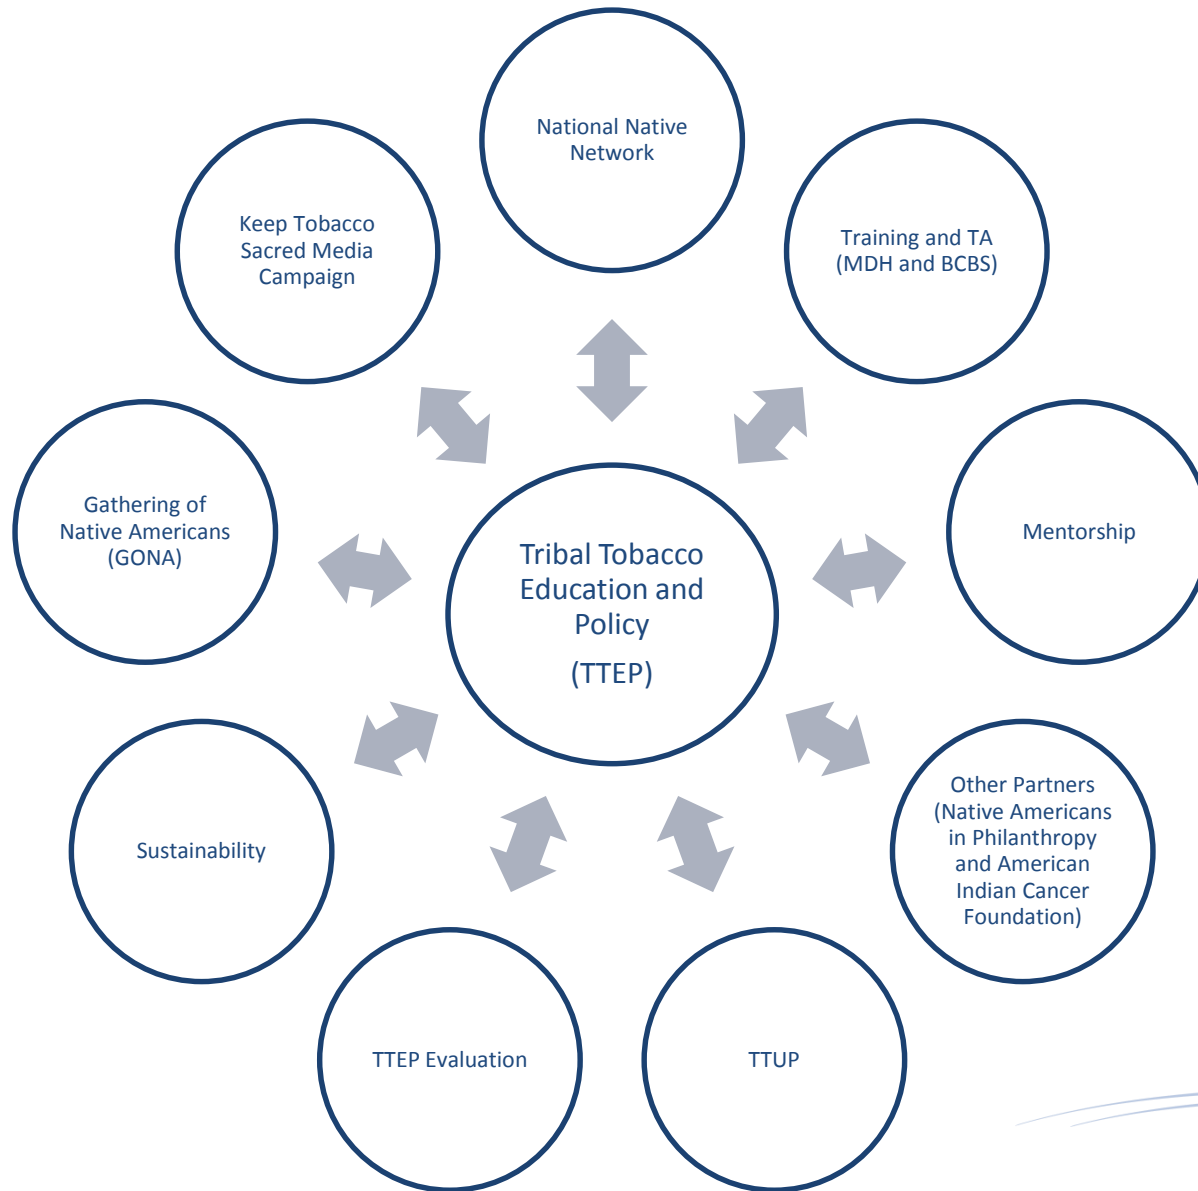 National Native
Network
Training and TA
(MDH and BCBS)
Mentorship
Other Partners
(Native Americans
in Philanthropy
and American
Indian Cancer
Foundation)
TTUP
TTEP Evaluation
Sustainability
Gathering of
Native Americans
(GONA)
Keep Tobacco
Sacred Media
Campaign
Tribal Tobacco
Education and
Policy
(TTEP)